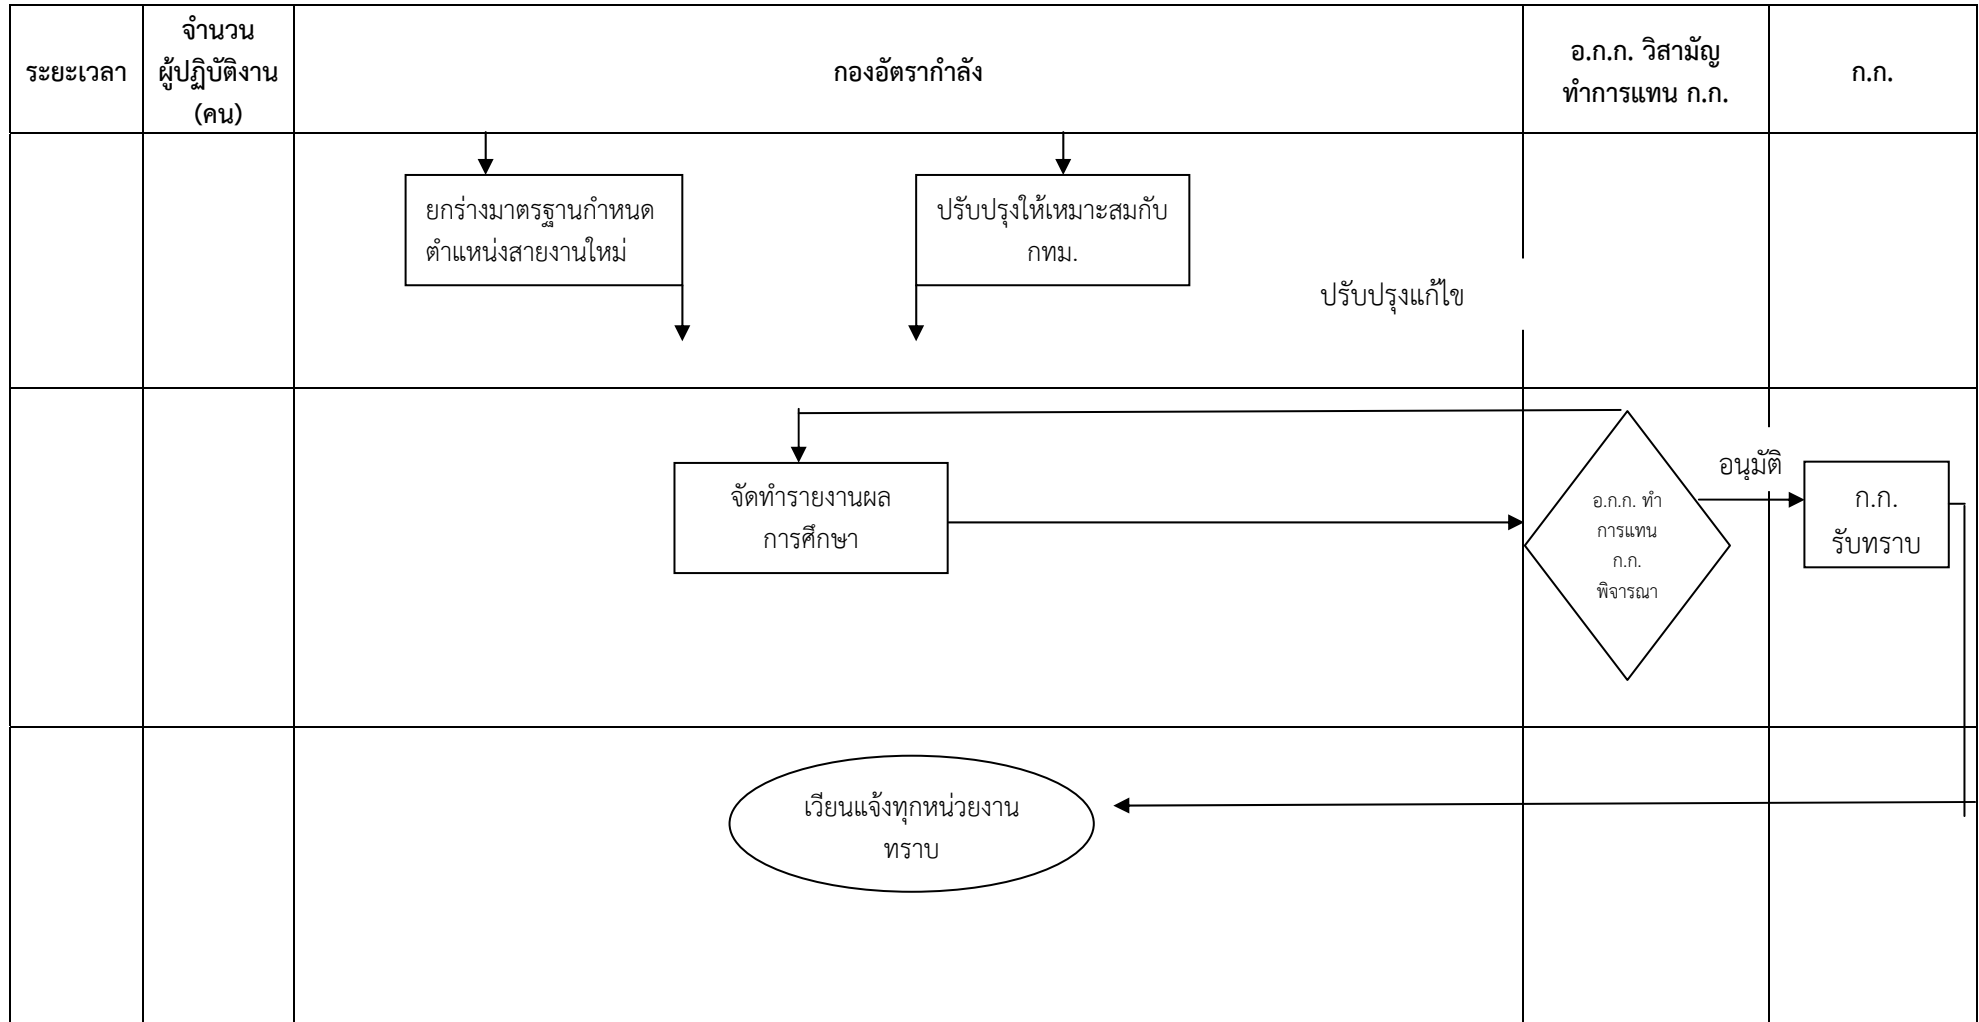 ระยะเวลา
จำนวน
ผู้ปฏิบัติงาน
(คน)
กองอัตรากำลัง
อ.ก.ก. วิสามัญ
ทำการแทน ก.ก.
ก.ก.
ยกร่างมาตรฐานกำหนด
ตำแหน่งสายงานใหม่
ปรับปรุงให้เหมาะสมกับ
กทม.
ปรับปรุงแก้ไข
จัดทำรายงานผล
การศึกษา
อ.ก.ก. ทำ
การแทน
ก.ก.
พิจารณา
อนุมัติ
ก.ก.
รับทราบ
เวียนแจ้งทุกหน่วยงาน
ทราบ